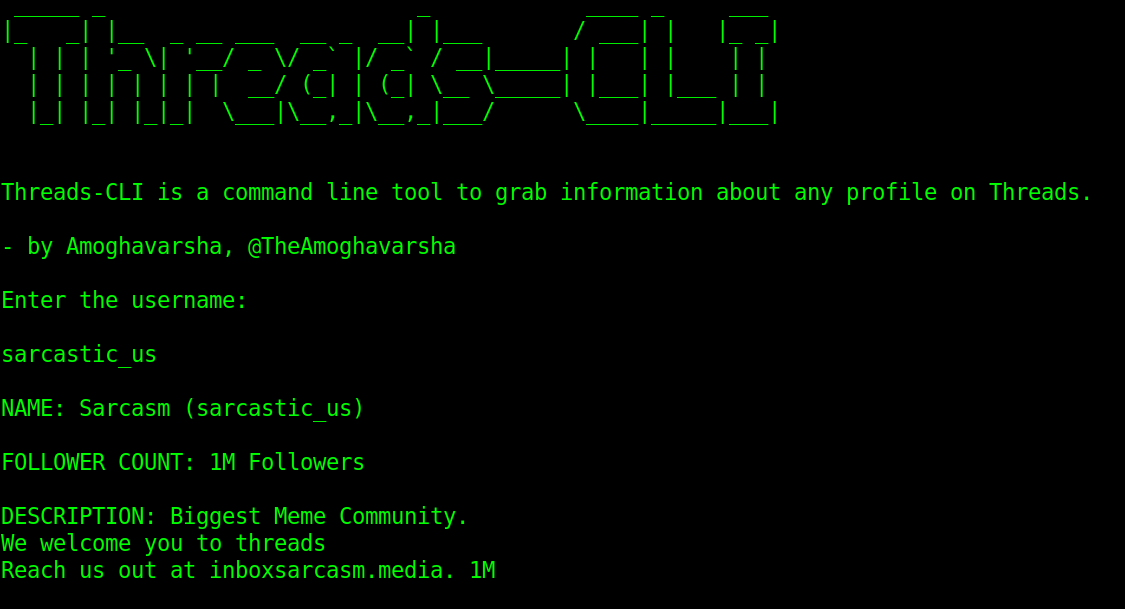 Threads-CLI
Threads-CLI is a command line tool to grab information about any profile on Threads.
- by Amoghavarsha, @TheAmoghavarsha
Enter the username:
sarcastic_us
NAME: Sarcasm (sarcastic_us)
FOLLOWER COUNT: 1M Followers
DESCRIPTION: Biggest Meme Community.
We welcome you to threads
Reach us out at inboxsarcasm.media. 1M